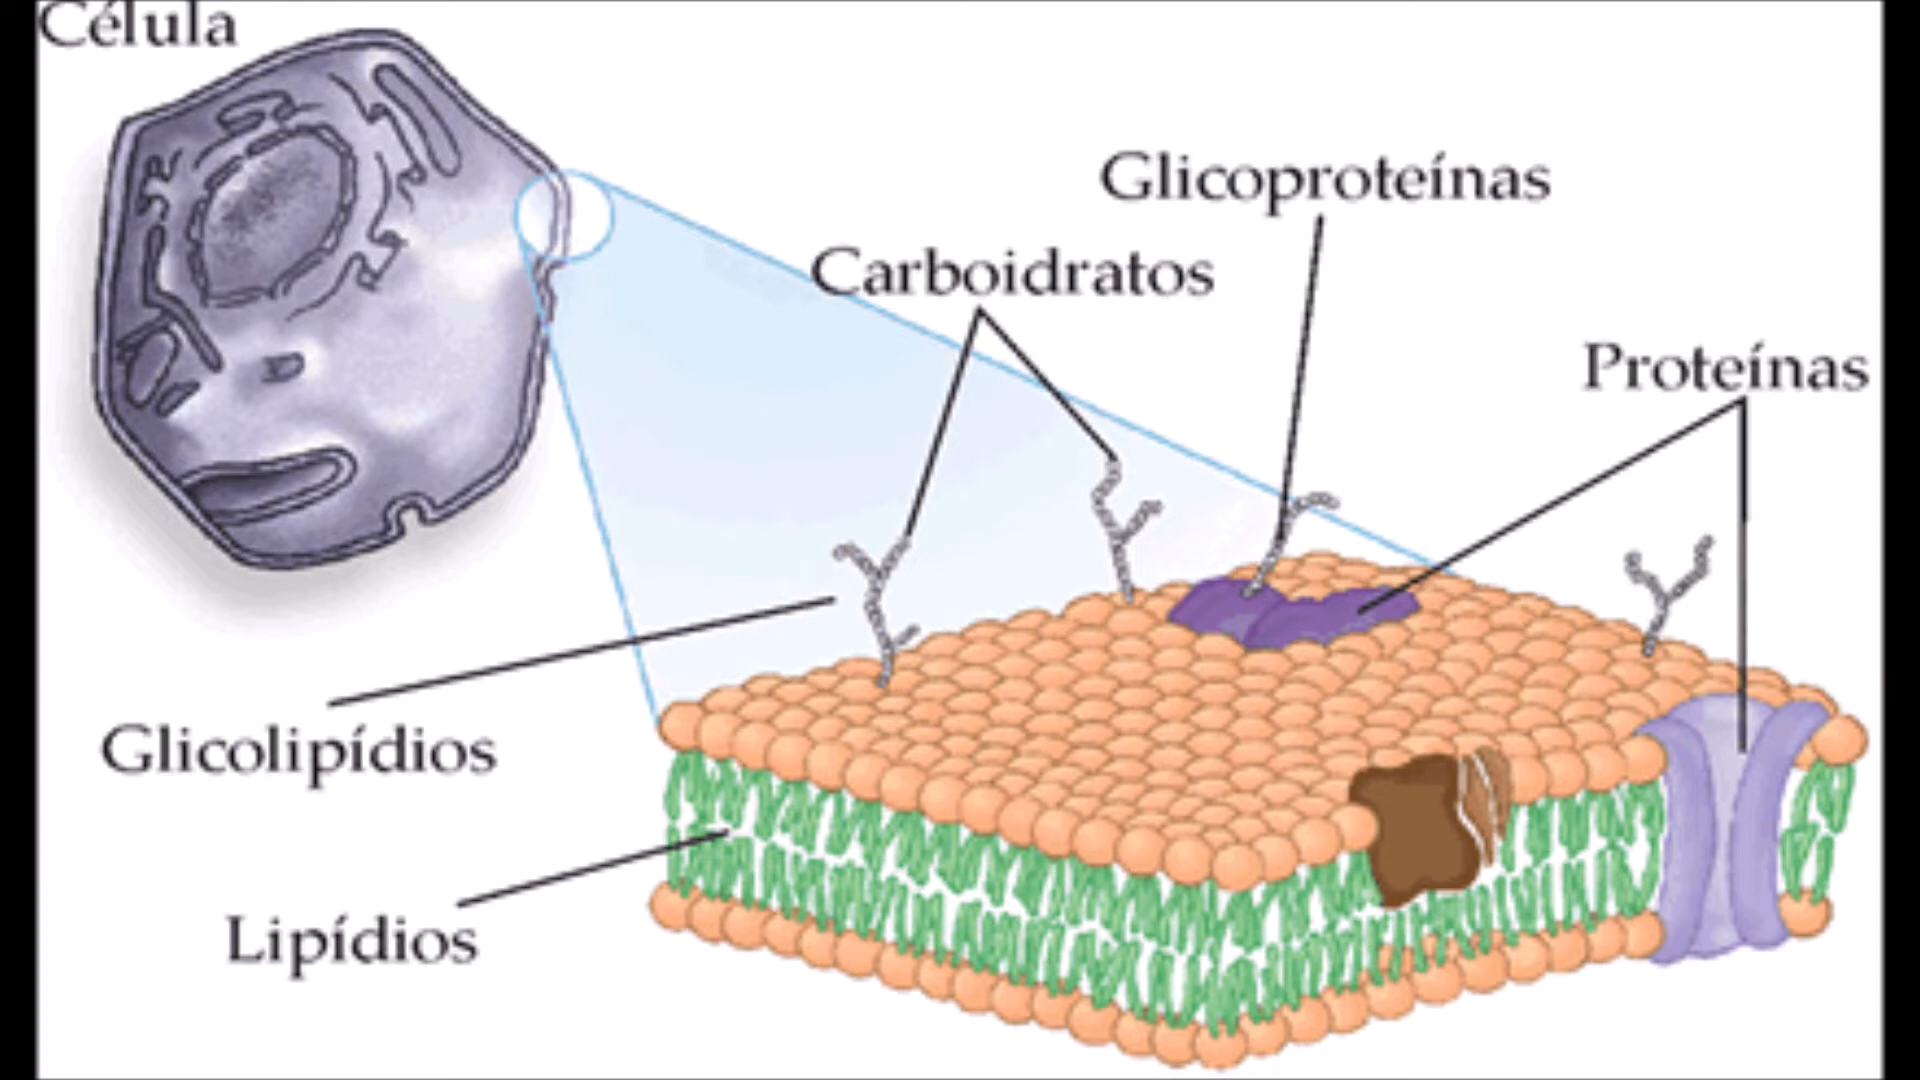 Célula
Glicoproteínas
Carboidratos
Proteínas
Glicolipídios
Lipídios